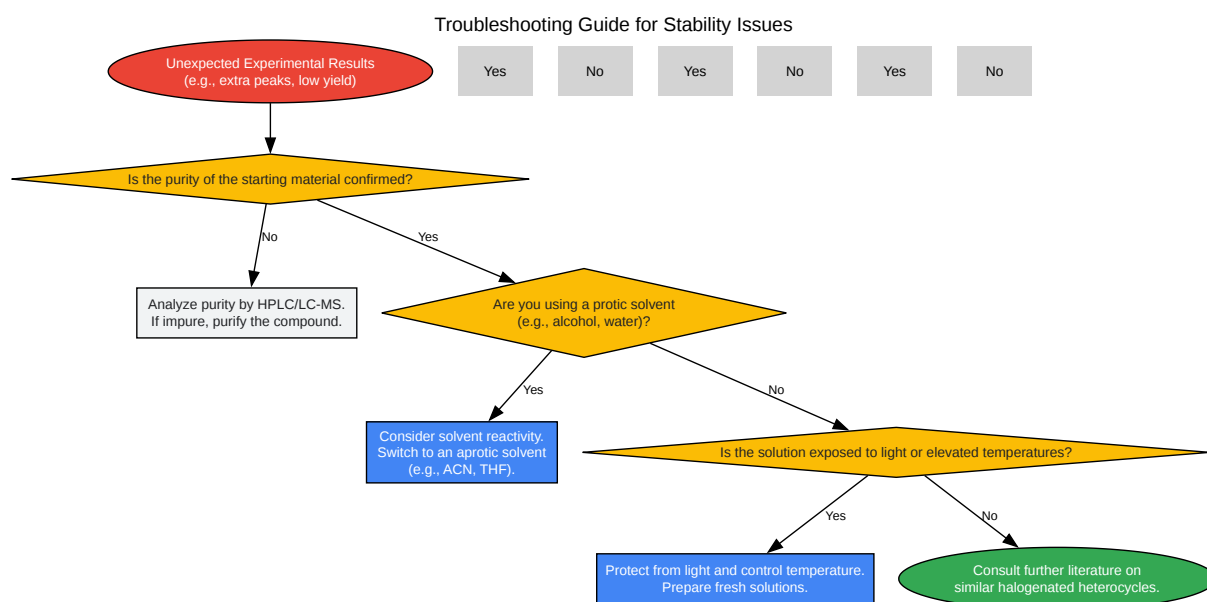 Troubleshooting Guide for Stability Issues
Unexpected Experimental Results
(e.g., extra peaks, low yield)
Yes
No
Yes
No
Yes
No
Is the purity of the starting material confirmed?
No
Yes
Analyze purity by HPLC/LC-MS.
If impure, purify the compound.
Are you using a protic solvent
(e.g., alcohol, water)?
Yes
No
Consider solvent reactivity.
Switch to an aprotic solvent
(e.g., ACN, THF).
Is the solution exposed to light or elevated temperatures?
Yes
No
Protect from light and control temperature.
Prepare fresh solutions.
Consult further literature on
similar halogenated heterocycles.